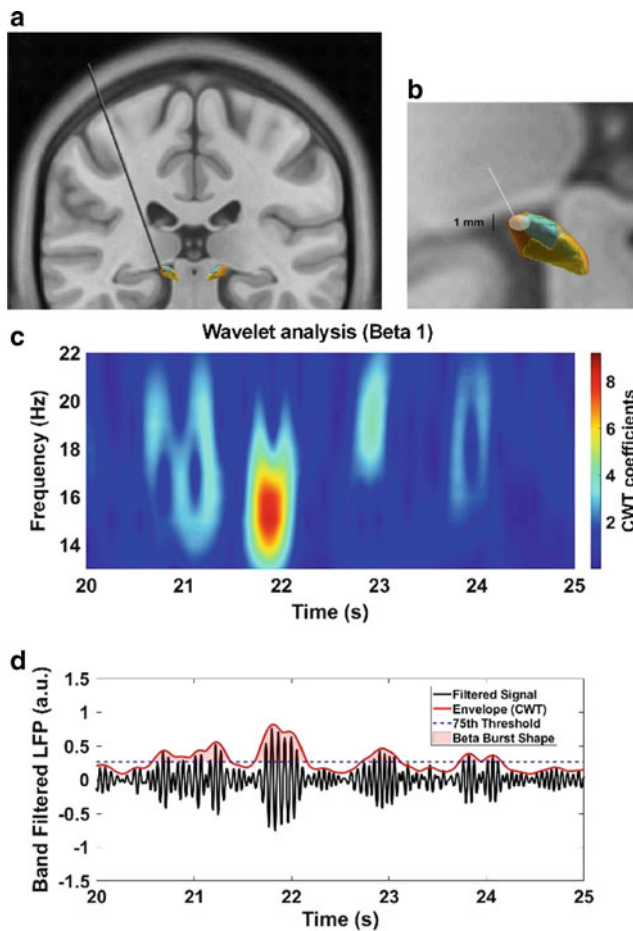 a
b
1 mm
c
Wavelet analysis (Beta 1)
22
20
18
16
14
Frequency (Hz)
20 21 22 23 24 25
Time (s)
8
6
4
2
CWT coefficients
d
1.5
1
0.5
0
-0.5
-1
-1.5
Band Filtered LFP (a.u.)
Filtered Signal
Envelope (CWT)
75th Threshold
Beta Burst Shape
20 21 22 23 24 25
Time (s)